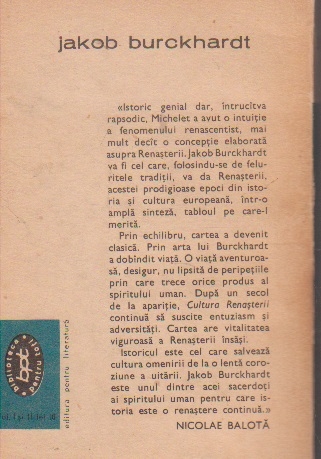 jakob burckhardt
«Istoric genial dar, întrucîtva
rapsodic, Michelet a avut o intuiție
a fenomenului renascentist, mai
mult decît o concepție elaborată
asupra Renașterii. Jakob Burckhardt
va fi cel care, folosindu-se de felu-
ritele tradiții, va da Renașterii,
acestei prodigioase epoci din isto-
ria și cultura europeană, într-o
amplă sinteză, tabloul pe care-l
merită.
Prin echilibru, cartea a devenit
clasică. Prin arta lui Burckhardt
a dobîndit viață. O viață aventuroa-
să, desigur, nu lipsită de peripețiile
prin care trece orice produs al
spiritului uman. După un secol
de la apariție, Cultura Renașterii
continuă să suscite entuziasm și
adversități. Cartea are vitalitatea
viguroasă a Renașterii însăși.
Istoricul este cel care salvează
cultura omenirii de la o lentă coro-
ziune a uitării. Jakob Burckhardt
este unul dintre acei sacerdoți
ai spiritului uman pentru care is-
toria este o renaștere continuă.»
NICOLAE BALOTĂ
biblioteca
bpt
pentru toți
editura pentru literatură